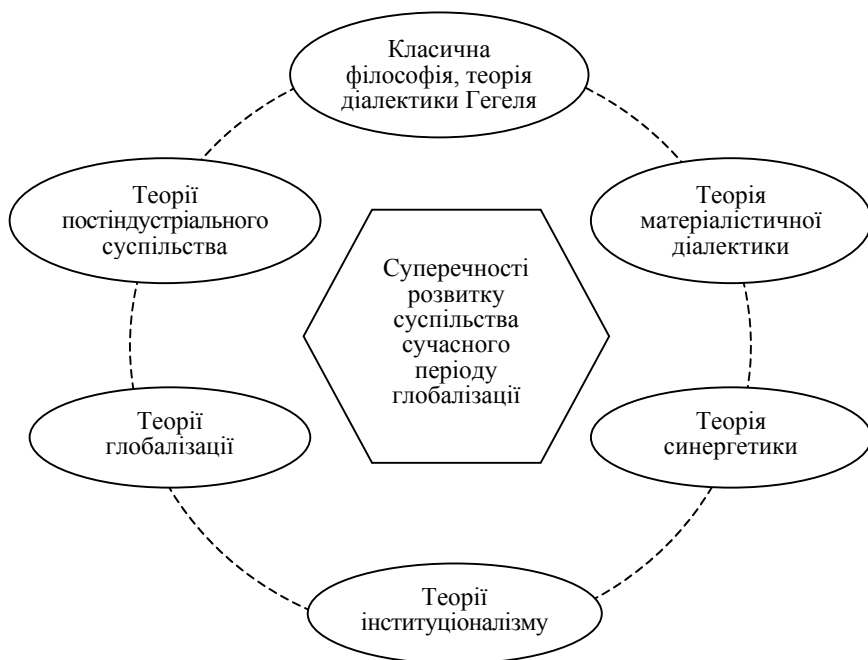 Класична
філософія, теорія
діалектики Гегеля
Теорії
постіндустріального
суспільства
Теорія
матеріалістичної
діалектики
Суперечності
розвитку
суспільства
сучасного
періоду
глобалізації
Теорії
глобалізації
Теорія
синергетики
Теорії
інституціоналізму